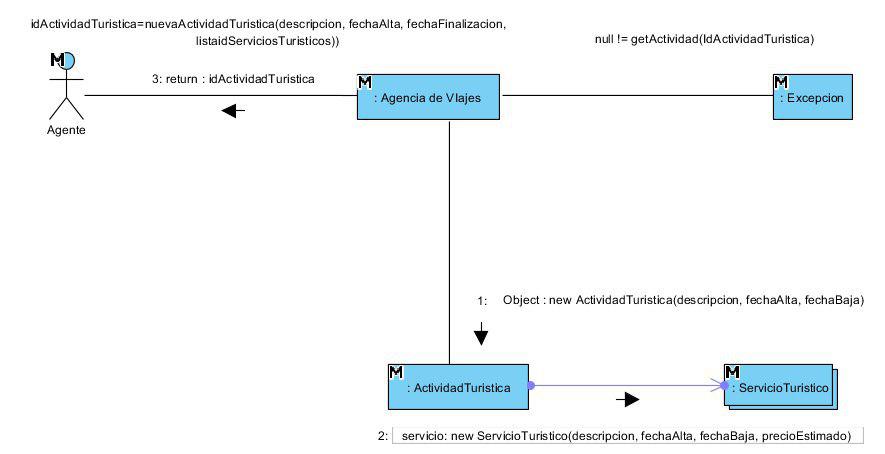 idActividadTuristica=nuevaActividadTuristica(descripcion, fechaAlta, fechaFinalizacion,
listaidServiciosTuristicos))
null != getActividad(IdActividadTuristica)
3: return : idActividadTuristica
M
M
: Agencia de VIajes
M
: Excepcion
Agente
1: Object : new ActividadTuristica(descripcion, fechaAlta, fechaBaja)
M
: ActividadTuristica
M
: ServicioTuristico
2: servicio: new ServicioTuristico(descripcion, fechaAlta, fechaBaja, precioEstimado)